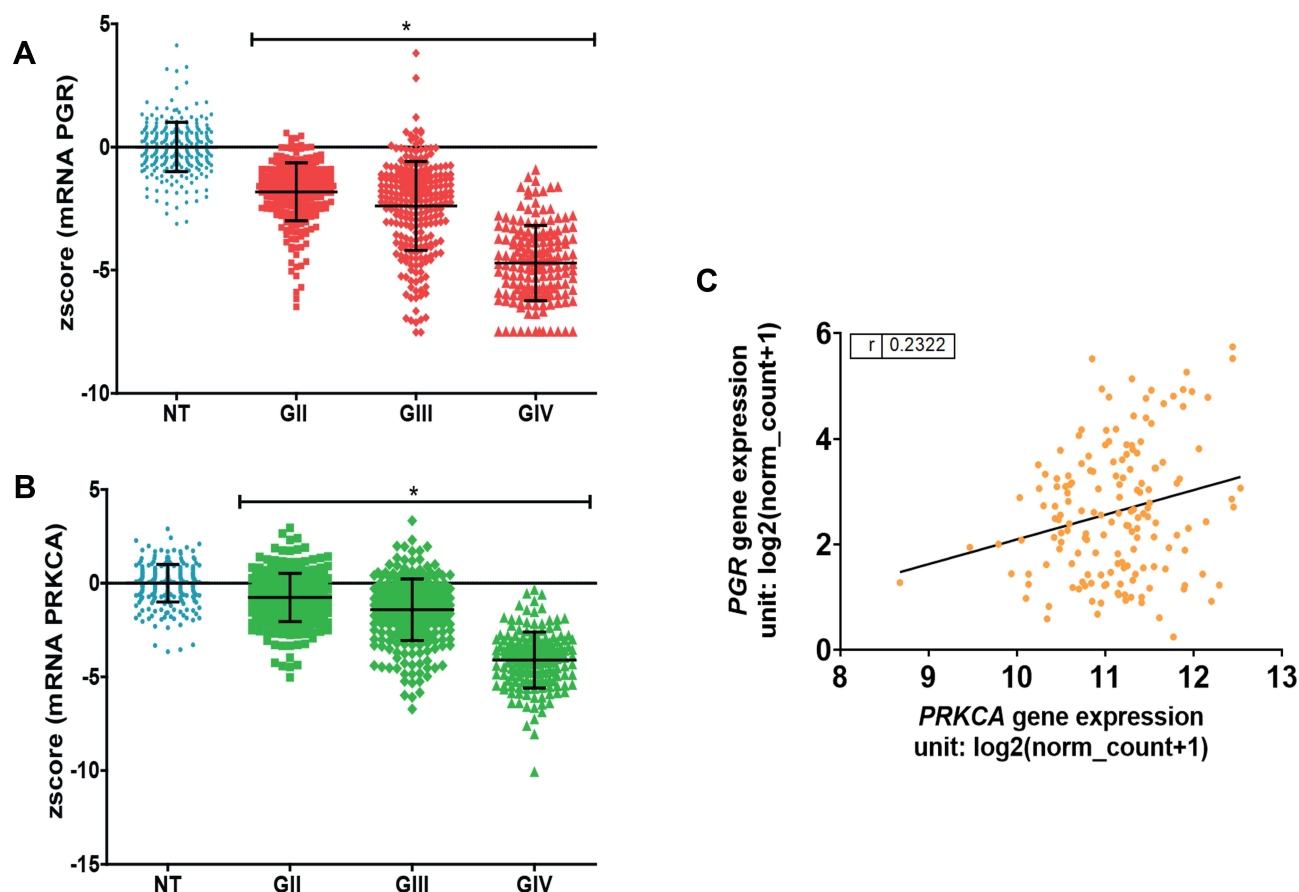 A
zscore (mRNA PGR)
5
0
-5
-10
*
NT
GII
GIII
GIV
B
zscore (mRNA PRKCA)
5
0
-5
-10
-15
*
NT
GII
GIII
GIV
C
PGR gene expression
unit: log2(norm_count+1)
6
4
2
0
r 0.2322
8 9 10 11 12 13
PRKCA gene expression
unit: log2(norm_count+1)